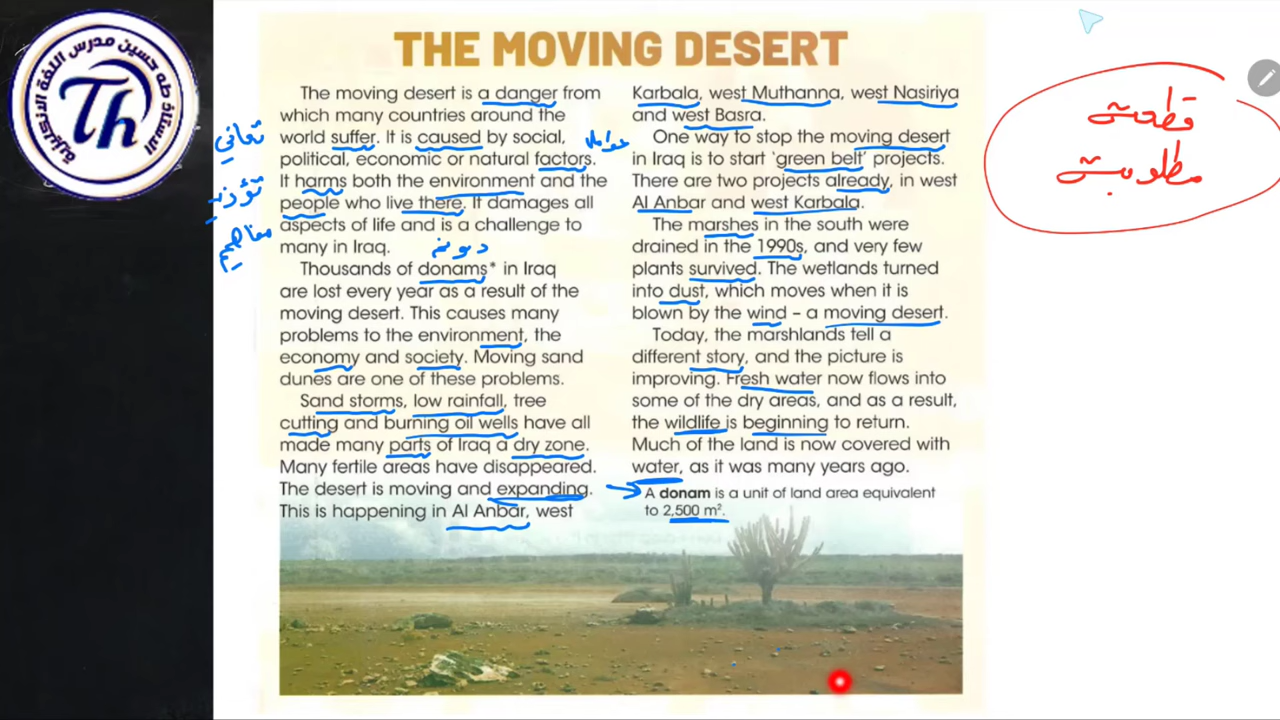 الاستاذ طه حسين مدرس اللغة الانكليزية
Th
THE MOVING DESERT
The moving desert is a danger from
which many countries around the
world suffer. It is caused by social,
political, economic or natural factors.
It harms both the environment and the
people who live there. It damages all
aspects of life and is a challenge to
many in Iraq.
Thousands of donams* in Iraq
are lost every year as a result of the
moving desert. This causes many
problems to the environment, the
economy and society. Moving sand
dunes are one of these problems.
Sand storms, low rainfall, tree
cutting and burning oil wells have all
made many parts of Iraq a dry zone.
Many fertile areas have disappeared.
The desert is moving and expanding.
This is happening in Al Anbar, west
تعاني
عوامل
تؤذي
دونم
Karbala, west Muthanna, west Nasiriya
and west Basra.
One way to stop the moving desert
in Iraq is to start ‘green belt’ projects.
There are two projects already, in west
Al Anbar and west Karbala.
The marshes in the south were
drained in the 1990s, and very few
plants survived. The wetlands turned
into dust, which moves when it is
blown by the wind – a moving desert.
Today, the marshlands tell a
different story, and the picture is
improving. Fresh water now flows into
some of the dry areas, and as a result,
the wildlife is beginning to return.
Much of the land is now covered with
water, as it was many years ago.
A donam is a unit of land area equivalent
to 2,500 m².
قطعة
مطلوبة